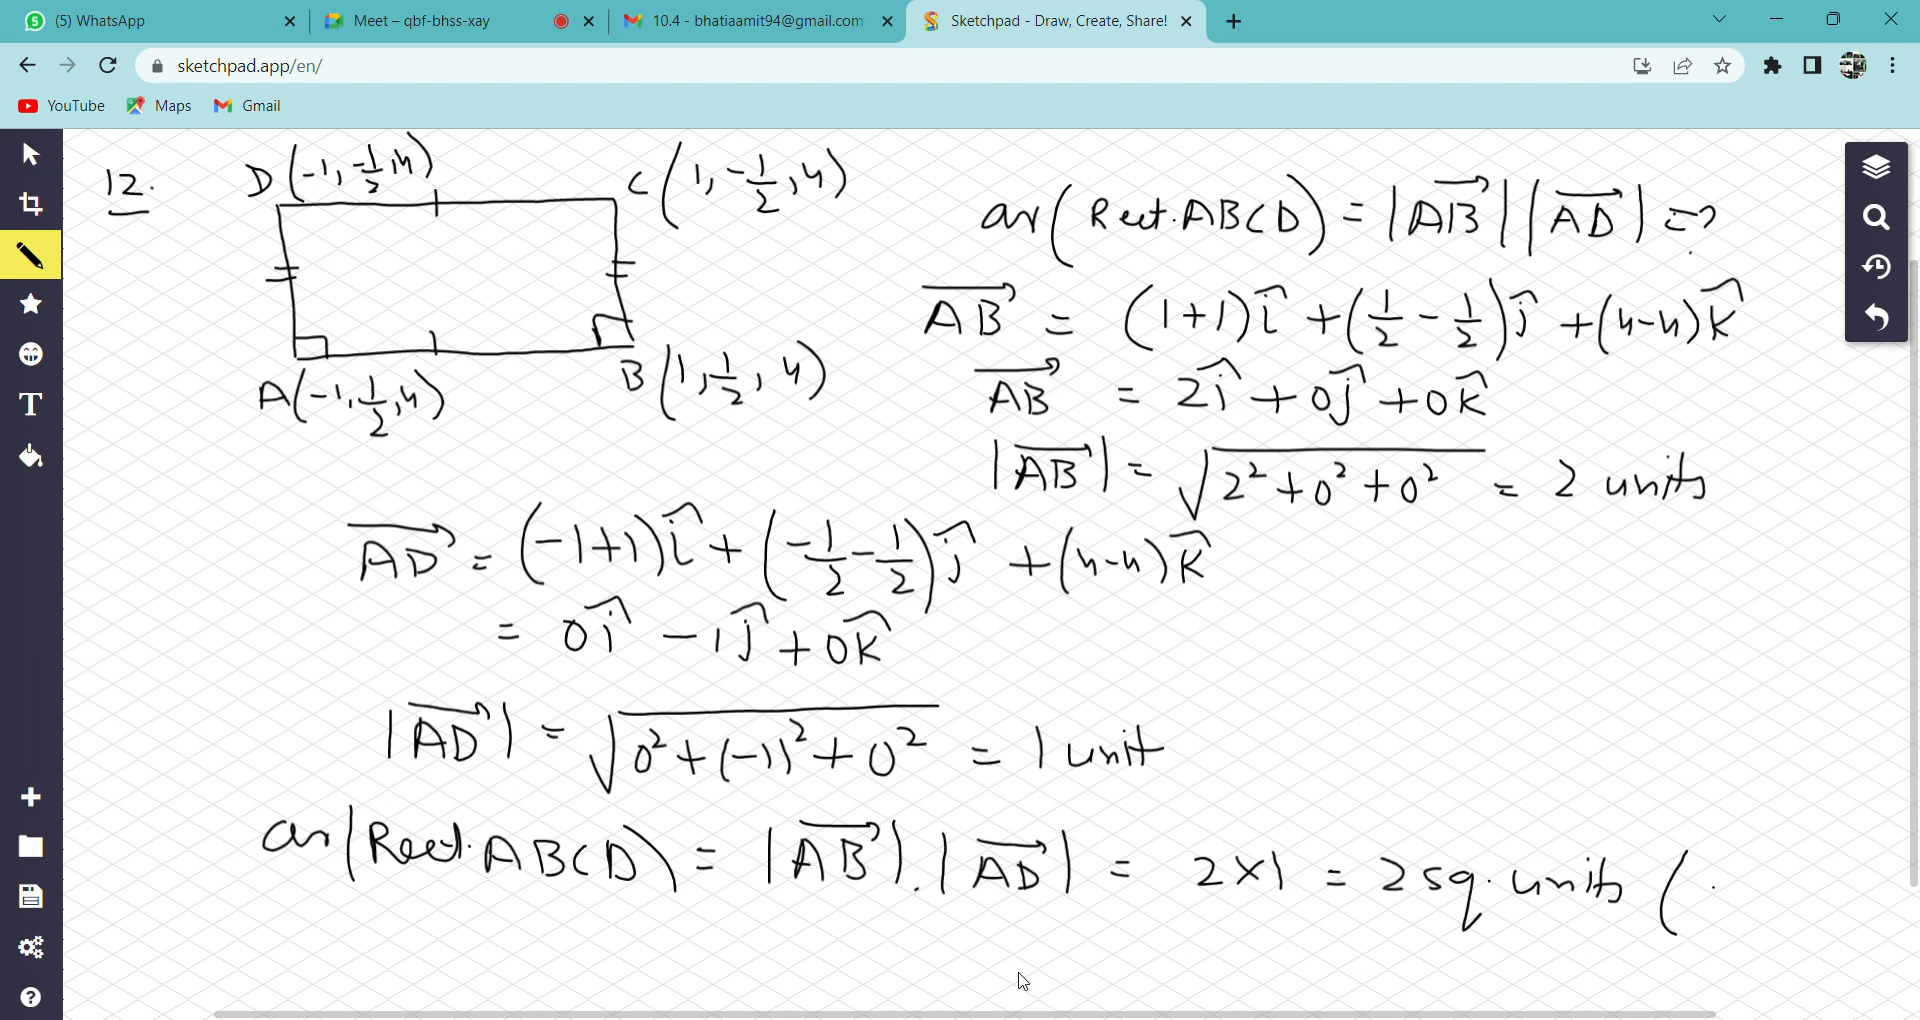 (5) WhatsApp
Meet – qbf-bhss-xay
10.4 - bhatiaamit94@gmail.com
Sketchpad - Draw, Create, Share!
sketchpad.app/en/
YouTube
Maps
Gmail
12.
D(-1, -1/2, 4)
C(1, -1/2, 4)
A(-1, 1/2, 4)
B(1, 1/2, 4)
ar(Rect. ABCD) = |AB⃗| |AD⃗| =?
AB⃗ = (1+1)î + (1/2 - 1/2)ĵ + (4-4)k̂
AB⃗ = 2î + 0ĵ + 0k̂
|AB⃗| = √(2² + 0² + 0²) = 2 units
AD⃗ = (-1+1)î + (-1/2 - 1/2)ĵ + (4-4)k̂
= 0î - 1ĵ + 0k̂
|AD⃗| = √(0² + (-1)² + 0²) = 1 unit
ar(Rect. ABCD) = |AB⃗|.|AD⃗| = 2×1 = 2 sq. units (
T